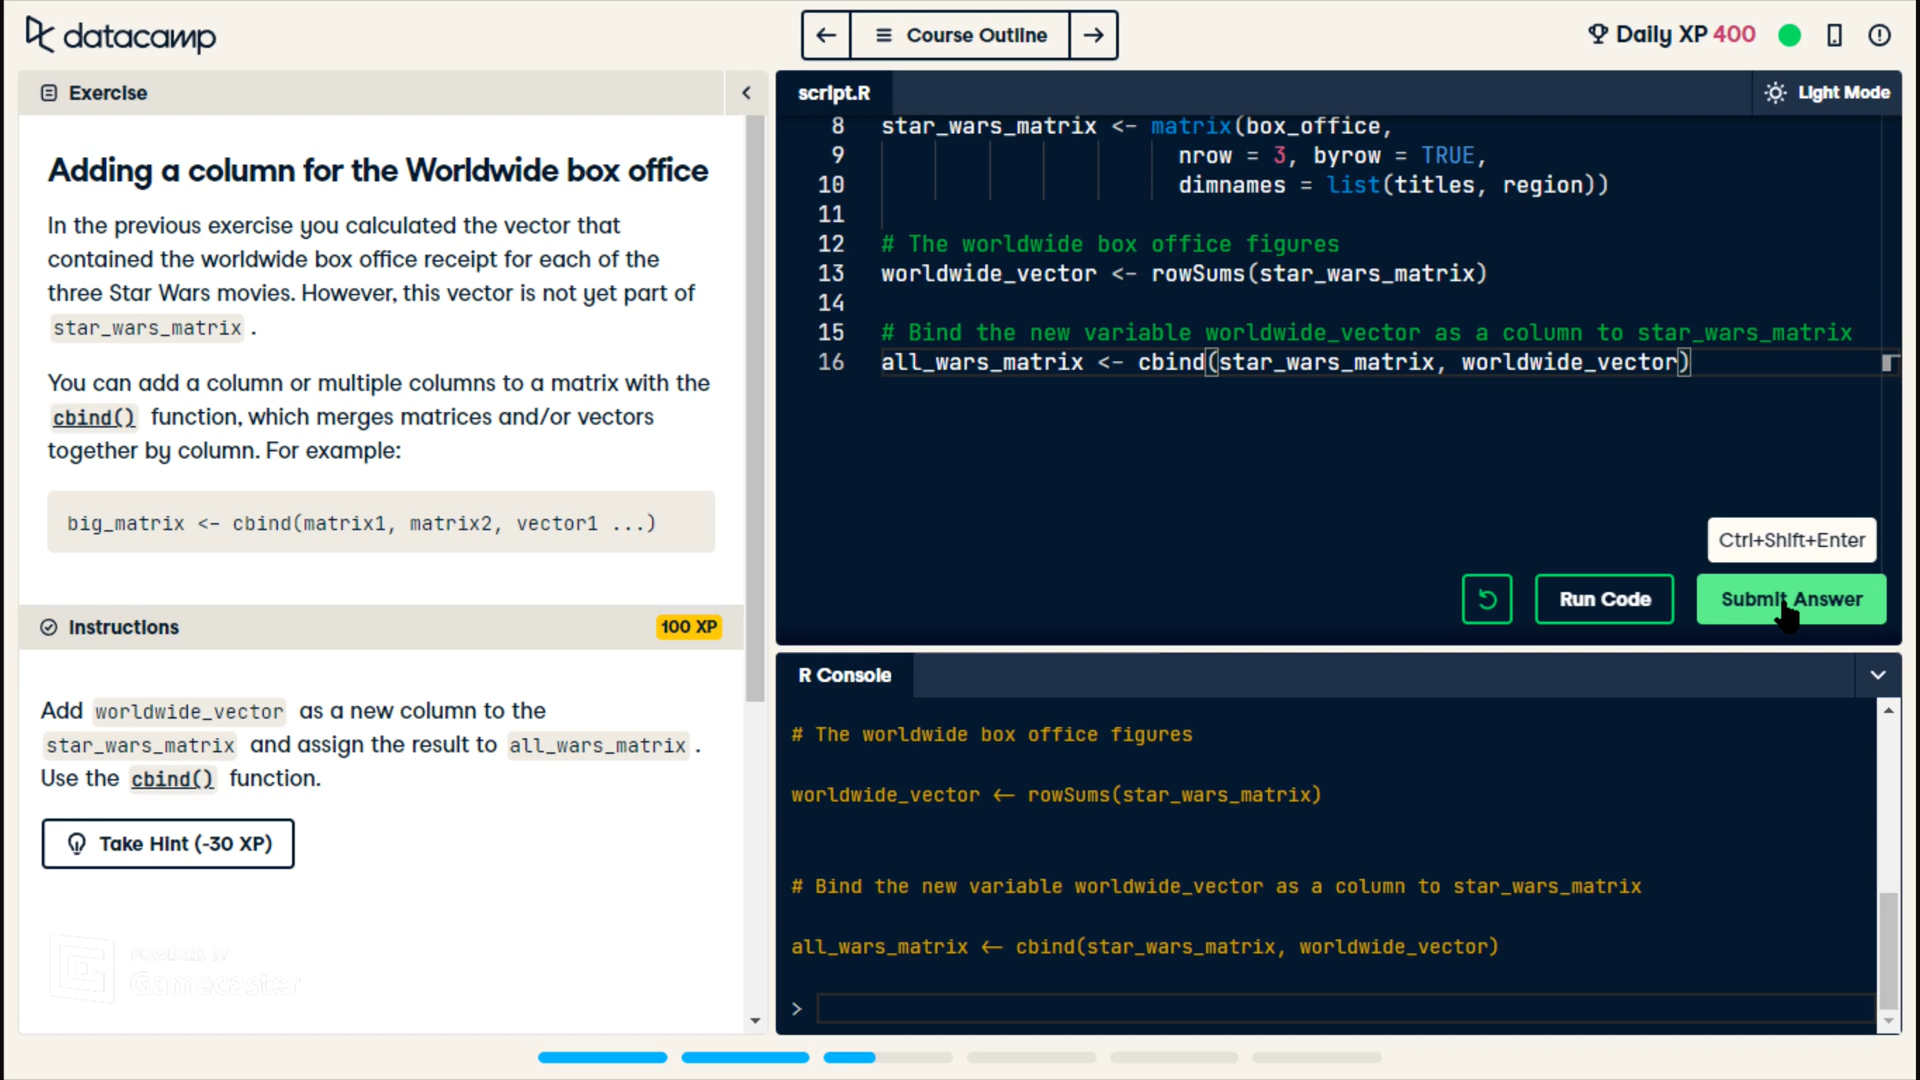 datacamp
Course Outline
Daily XP 400
Exercise
Adding a column for the Worldwide box office
In the previous exercise you calculated the vector that
contained the worldwide box office receipt for each of the
three Star Wars movies. However, this vector is not yet part of
star_wars_matrix .
You can add a column or multiple columns to a matrix with the
cbind() function, which merges matrices and/or vectors
together by column. For example:
big_matrix <- cbind(matrix1, matrix2, vector1 ...)
Instructions
100 XP
Add worldwide_vector as a new column to the
star_wars_matrix and assign the result to all_wars_matrix .
Use the cbind() function.
Take Hint (-30 XP)
POWERED BY
Gamecaster
script.R
Light Mode
8 star_wars_matrix <- matrix(box_office,
9 nrow = 3, byrow = TRUE,
10 dimnames = list(titles, region))
11
12 # The worldwide box office figures
13 worldwide_vector <- rowSums(star_wars_matrix)
14
15 # Bind the new variable worldwide_vector as a column to star_wars_matrix
16 all_wars_matrix <- cbind(star_wars_matrix, worldwide_vector)
Ctrl+Shift+Enter
Run Code
Submit Answer
R Console
# The worldwide box office figures
worldwide_vector <- rowSums(star_wars_matrix)
# Bind the new variable worldwide_vector as a column to star_wars_matrix
all_wars_matrix <- cbind(star_wars_matrix, worldwide_vector)
>